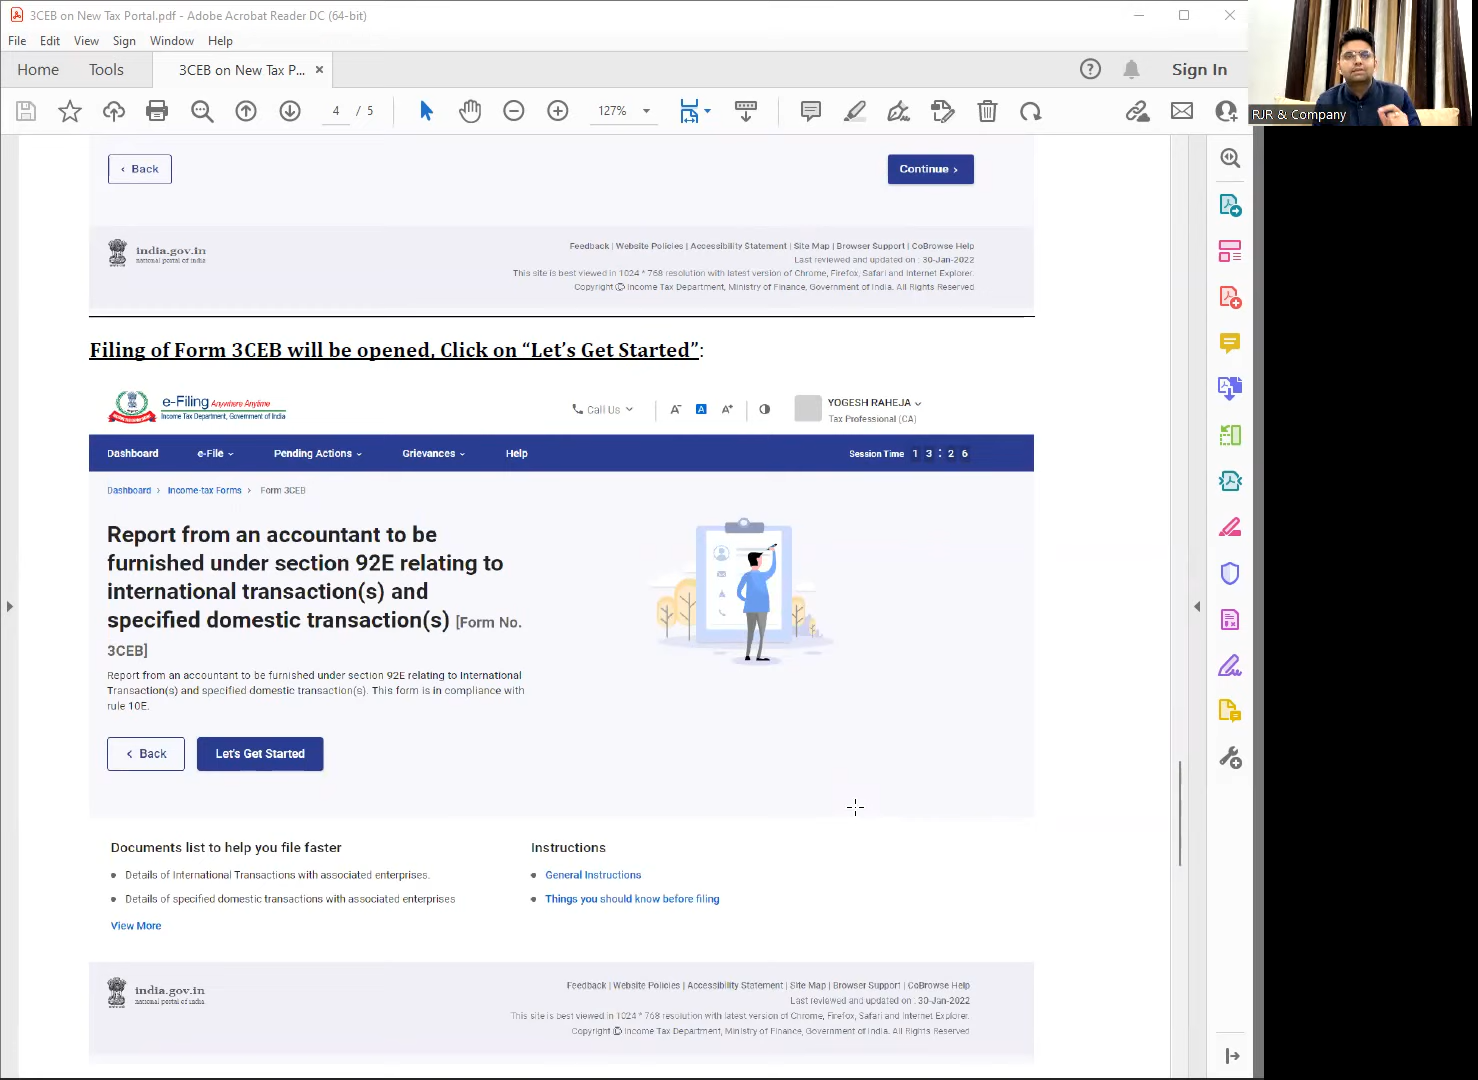 3CEB on New Tax Portal.pdf - Adobe Acrobat Reader DC (64-bit)
File Edit View Sign Window Help
Home Tools 3CEB on New Tax P... × Sign In
4 / 5 127%
RJR & Company
‹ Back Continue ›
india.gov.in
national portal of india
Feedback | Website Policies | Accessibility Statement | Site Map | Browser Support | CoBrowse Help
Last reviewed and updated on : 30-Jan-2022
This site is best viewed in 1024 * 768 resolution with latest version of Chrome, Firefox, Safari and Internet Explorer.
Copyright © Income Tax Department, Ministry of Finance, Government of India. All Rights Reserved
Filing of Form 3CEB will be opened, Click on “Let’s Get Started”:
e-Filing Anywhere Anytime
Income Tax Department, Government of India
Call Us A- A A+ YOGESH RAHEJA
Tax Professional (CA)
Dashboard e-File Pending Actions Grievances Help Session Time 1 3 : 2 6
Dashboard › Income-tax Forms › Form 3CEB
Report from an accountant to be
furnished under section 92E relating to
international transaction(s) and
specified domestic transaction(s) [Form No.
3CEB]
Report from an accountant to be furnished under section 92E relating to International
Transaction(s) and specified domestic transaction(s). This form is in compliance with
rule 10E.
‹ Back Let's Get Started
Documents list to help you file faster
• Details of International Transactions with associated enterprises.
• Details of specified domestic transactions with associated enterprises
View More
Instructions
• General Instructions
• Things you should know before filing
india.gov.in
national portal of india
Feedback | Website Policies | Accessibility Statement | Site Map | Browser Support | CoBrowse Help
Last reviewed and updated on : 30-Jan-2022
This site is best viewed in 1024 * 768 resolution with latest version of Chrome, Firefox, Safari and Internet Explorer.
Copyright © Income Tax Department, Ministry of Finance, Government of India. All Rights Reserved